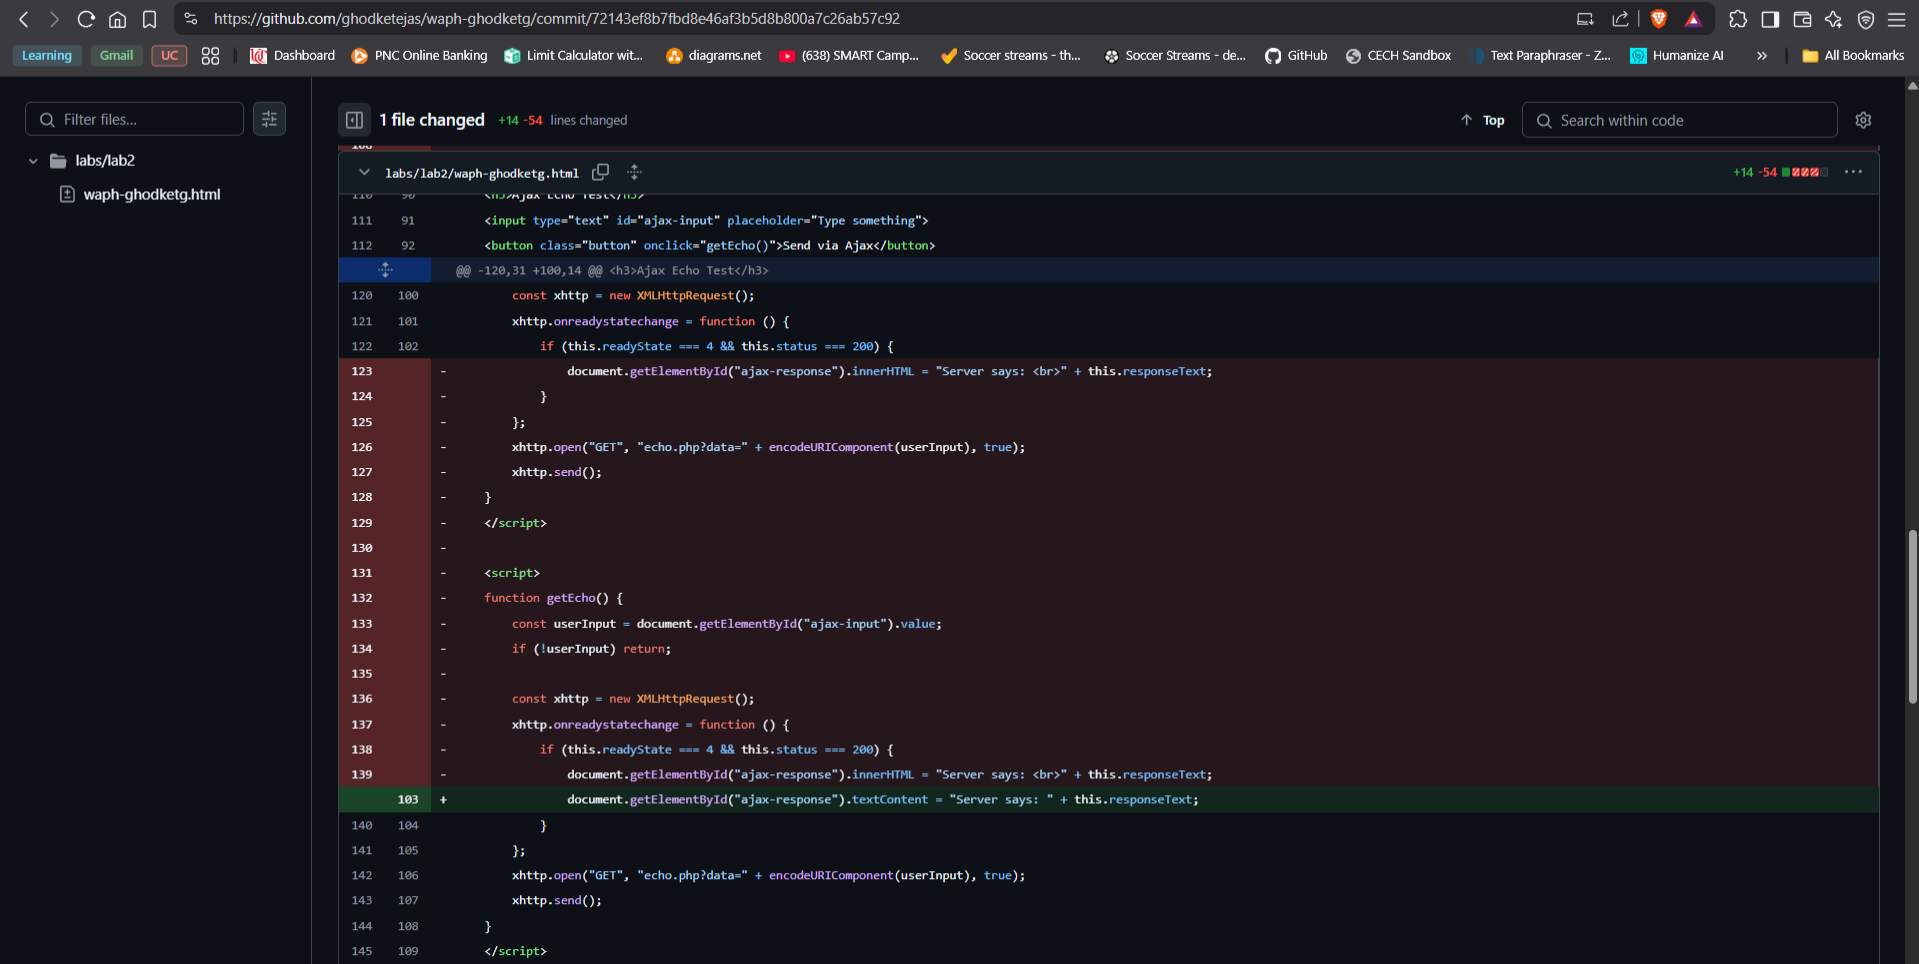 https://github.com/ghodketejas/waph-ghodketg/commit/72143ef8b7fbd8e46af3b5d8b800a7c26ab57c92
Learning Gmail UC Dashboard PNC Online Banking Limit Calculator wit... diagrams.net (638) SMART Camp... Soccer streams - th... Soccer Streams - de... GitHub CECH Sandbox Text Paraphraser - Z... Humanize AI » All Bookmarks
Filter files...
labs/lab2
waph-ghodketg.html
1 file changed +14 -54 lines changed Top Search within code
108
labs/lab2/waph-ghodketg.html +14 -54
110 90 <h3>Ajax Echo Test</h3>
111 91 <input type="text" id="ajax-input" placeholder="Type something">
112 92 <button class="button" onclick="getEcho()">Send via Ajax</button>
@@ -120,31 +100,14 @@ <h3>Ajax Echo Test</h3>
120 100 const xhttp = new XMLHttpRequest();
121 101 xhttp.onreadystatechange = function () {
122 102 if (this.readyState === 4 && this.status === 200) {
123 - document.getElementById("ajax-response").innerHTML = "Server says: <br>" + this.responseText;
124 - }
125 - };
126 - xhttp.open("GET", "echo.php?data=" + encodeURIComponent(userInput), true);
127 - xhttp.send();
128 - }
129 - </script>
130 -
131 - <script>
132 - function getEcho() {
133 - const userInput = document.getElementById("ajax-input").value;
134 - if (!userInput) return;
135 -
136 - const xhttp = new XMLHttpRequest();
137 - xhttp.onreadystatechange = function () {
138 - if (this.readyState === 4 && this.status === 200) {
139 - document.getElementById("ajax-response").innerHTML = "Server says: <br>" + this.responseText;
103 + document.getElementById("ajax-response").textContent = "Server says: " + this.responseText;
140 104 }
141 105 };
142 106 xhttp.open("GET", "echo.php?data=" + encodeURIComponent(userInput), true);
143 107 xhttp.send();
144 108 }
145 109 </script>